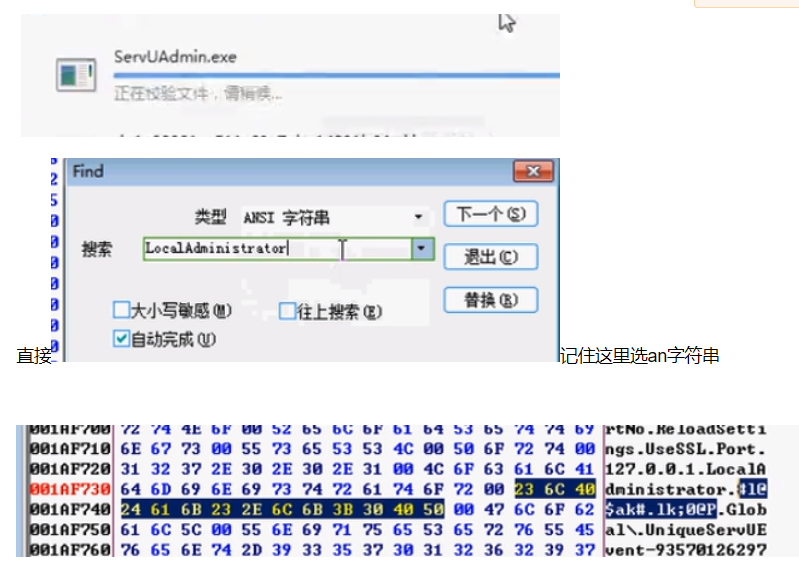 ServUAdmin.exe
正在校验文件，请稍候...
Find
类型 ANSI 字符串
下一个(S)
搜索 LocalAdministrator
退出(C)
替换(R)
大小写敏感(M) 往上搜索(E)
自动完成(U)
直接 记住这里选an字符串
001AF700 72 74 4E 6F 00 52 65 6C 6F 61 64 53 65 74 74 69 rtNo.ReloadSetti
001AF710 6E 67 73 00 55 73 65 53 53 4C 00 50 6F 72 74 00 ngs.UseSSL.Port.
001AF720 31 32 37 2E 30 2E 30 2E 31 00 4C 6F 63 61 6C 41 127.0.0.1.LocalA
001AF730 64 6D 69 6E 69 73 74 72 61 74 6F 72 00 23 6C 40 dministrator.#l@
001AF740 24 61 6B 23 2E 6C 6B 3B 30 40 50 00 47 6C 6F 62 $ak#.lk;0@P.Glob
001AF750 61 6C 5C 00 55 6E 69 71 75 65 53 65 72 76 55 45 al\.UniqueServUE
001AF760 76 65 6E 74 2D 39 33 35 37 30 31 32 36 32 39 37 vent-93570126297